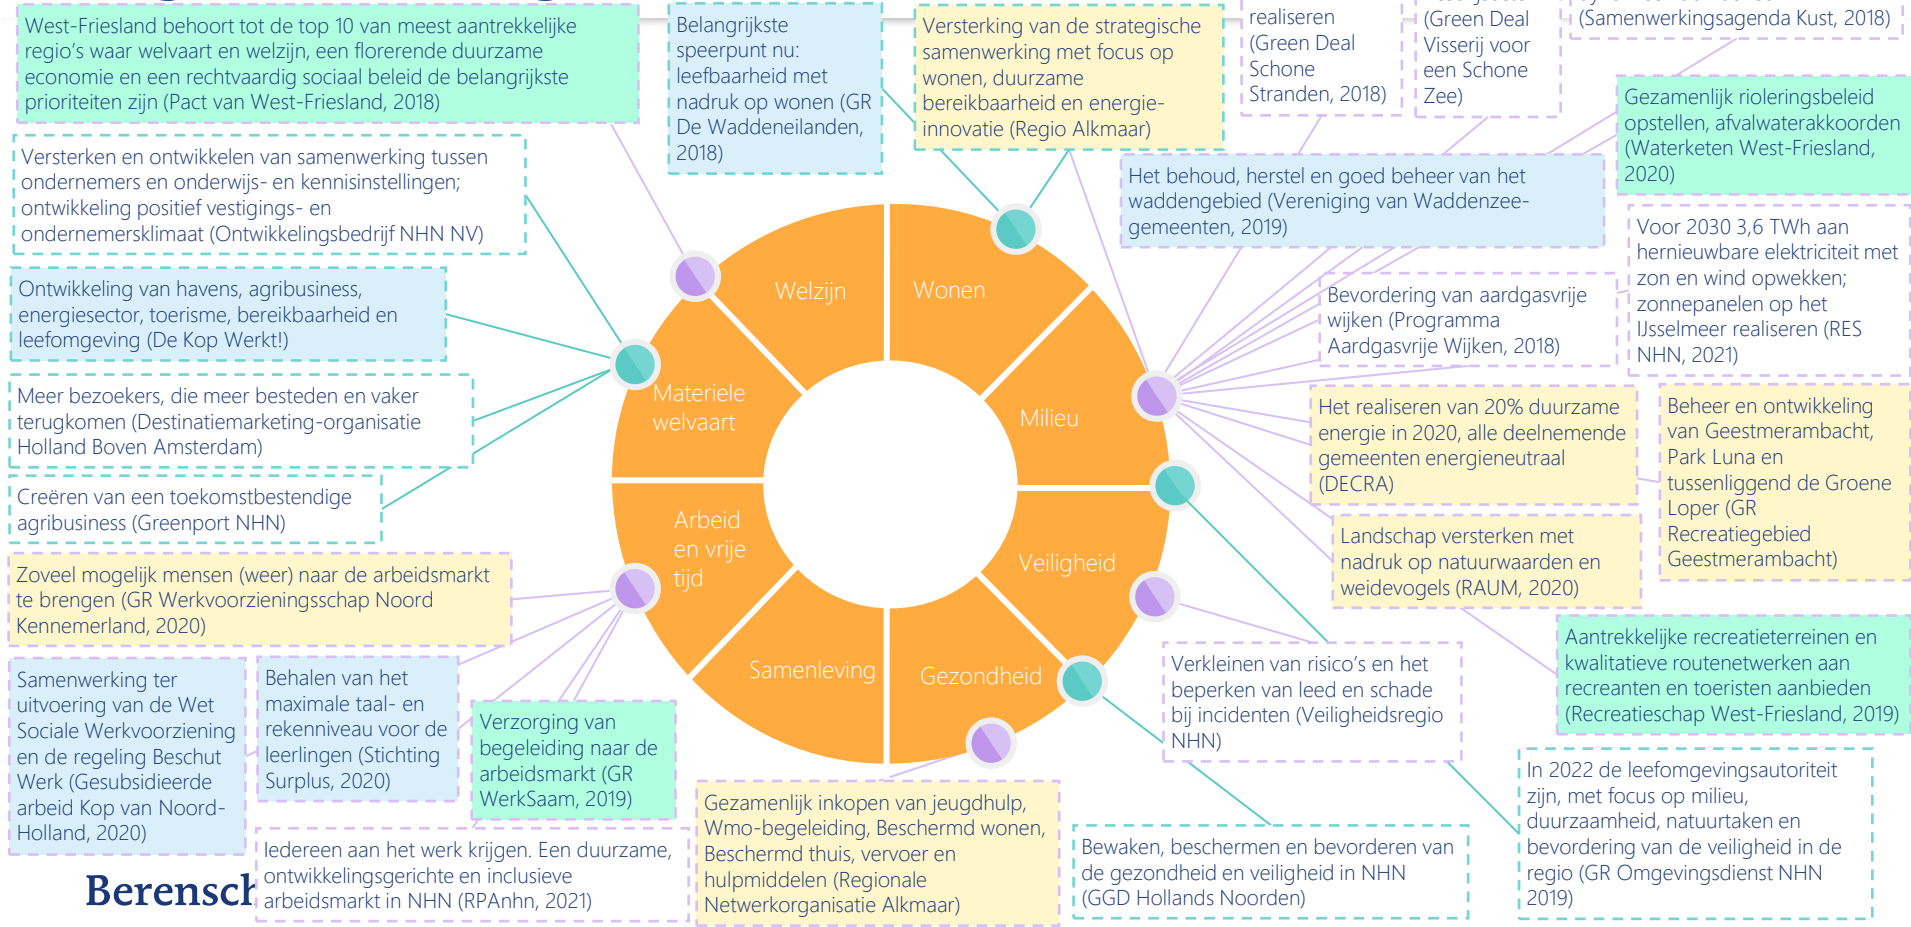 West-Friesland behoort tot de top 10 van meest aantrekkelijke
regio's waar welvaart en welzijn, een florerende duurzame
economie en een rechtvaardig sociaal beleid de belangrijkste
prioriteiten zijn (Pact van West-Friesland, 2018)
Belangrijkste
speerpunt nu:
leefbaarheid met
nadruk op wonen (GR
De Waddeneilanden,
2018)
Versterking van de strategische
samenwerking met focus op
wonen, duurzame
bereikbaarheid en energie-
innovatie (Regio Alkmaar)
realiseren
(Green Deal
Schone
Stranden, 2018)
(Green Deal
Visserij voor
een Schone
Zee)
(Samenwerkingsagenda Kust, 2018)
Gezamenlijk rioleringsbeleid
opstellen, afvalwaterakkoorden
(Waterketen West-Friesland,
2020)
Versterken en ontwikkelen van samenwerking tussen
ondernemers en onderwijs- en kennisinstellingen;
ontwikkeling positief vestigings- en
ondernemersklimaat (Ontwikkelingsbedrijf NHN NV)
Het behoud, herstel en goed beheer van het
waddengebied (Vereniging van Waddenzee-
gemeenten, 2019)
Voor 2030 3,6 TWh aan
hernieuwbare elektriciteit met
zon en wind opwekken;
zonnepanelen op het
IJsselmeer realiseren (RES
NHN, 2021)
Ontwikkeling van havens, agribusiness,
energiesector, toerisme, bereikbaarheid en
leefomgeving (De Kop Werkt!)
Bevordering van aardgasvrije
wijken (Programma
Aardgasvrije Wijken, 2018)
Meer bezoekers, die meer besteden en vaker
terugkomen (Destinatiemarketing-organisatie
Holland Boven Amsterdam)
Het realiseren van 20% duurzame
energie in 2020, alle deelnemende
gemeenten energieneutraal
(DECRA)
Beheer en ontwikkeling
van Geestmerambacht,
Park Luna en
tussenliggend de Groene
Loper (GR
Recreatiegebied
Geestmerambacht)
Creëren van een toekomstbestendige
agribusiness (Greenport NHN)
Landschap versterken met
nadruk op natuurwaarden en
weidevogels (RAUM, 2020)
Zoveel mogelijk mensen (weer) naar de arbeidsmarkt
te brengen (GR Werkvoorzieningsschap Noord
Kennemerland, 2020)
Welzijn
Wonen
Materiele
welvaart
Milieu
Arbeid
en vrije
tijd
Veiligheid
Samenleving
Gezondheid
Samenwerking ter
uitvoering van de Wet
Sociale Werkvoorziening
en de regeling Beschut
Werk (Gesubsidieerde
arbeid Kop van Noord-
Holland, 2020)
Behalen van het
maximale taal- en
rekenniveau voor de
leerlingen (Stichting
Surplus, 2020)
Verzorging van
begeleiding naar de
arbeidsmarkt (GR
WerkSaam, 2019)
Verkleinen van risico's en het
beperken van leed en schade
bij incidenten (Veiligheidsregio
NHN)
Aantrekkelijke recreatieterreinen en
kwalitatieve routenetwerken aan
recreanten en toeristen aanbieden
(Recreatieschap West-Friesland, 2019)
Iedereen aan het werk krijgen. Een duurzame,
ontwikkelingsgerichte en inclusieve
arbeidsmarkt in NHN (RPAnhn, 2021)
Gezamenlijk inkopen van jeugdhulp,
Wmo-begeleiding, Beschermd wonen,
Beschermd thuis, vervoer en
hulpmiddelen (Regionale
Netwerkorganisatie Alkmaar)
Bewaken, beschermen en bevorderen van
de gezondheid en veiligheid in NHN
(GGD Hollands Noorden)
In 2022 de leefomgevingsautoriteit
zijn, met focus op milieu,
duurzaamheid, natuurtaken en
bevordering van de veiligheid in de
regio (GR Omgevingsdienst NHN
2019)
Berensch